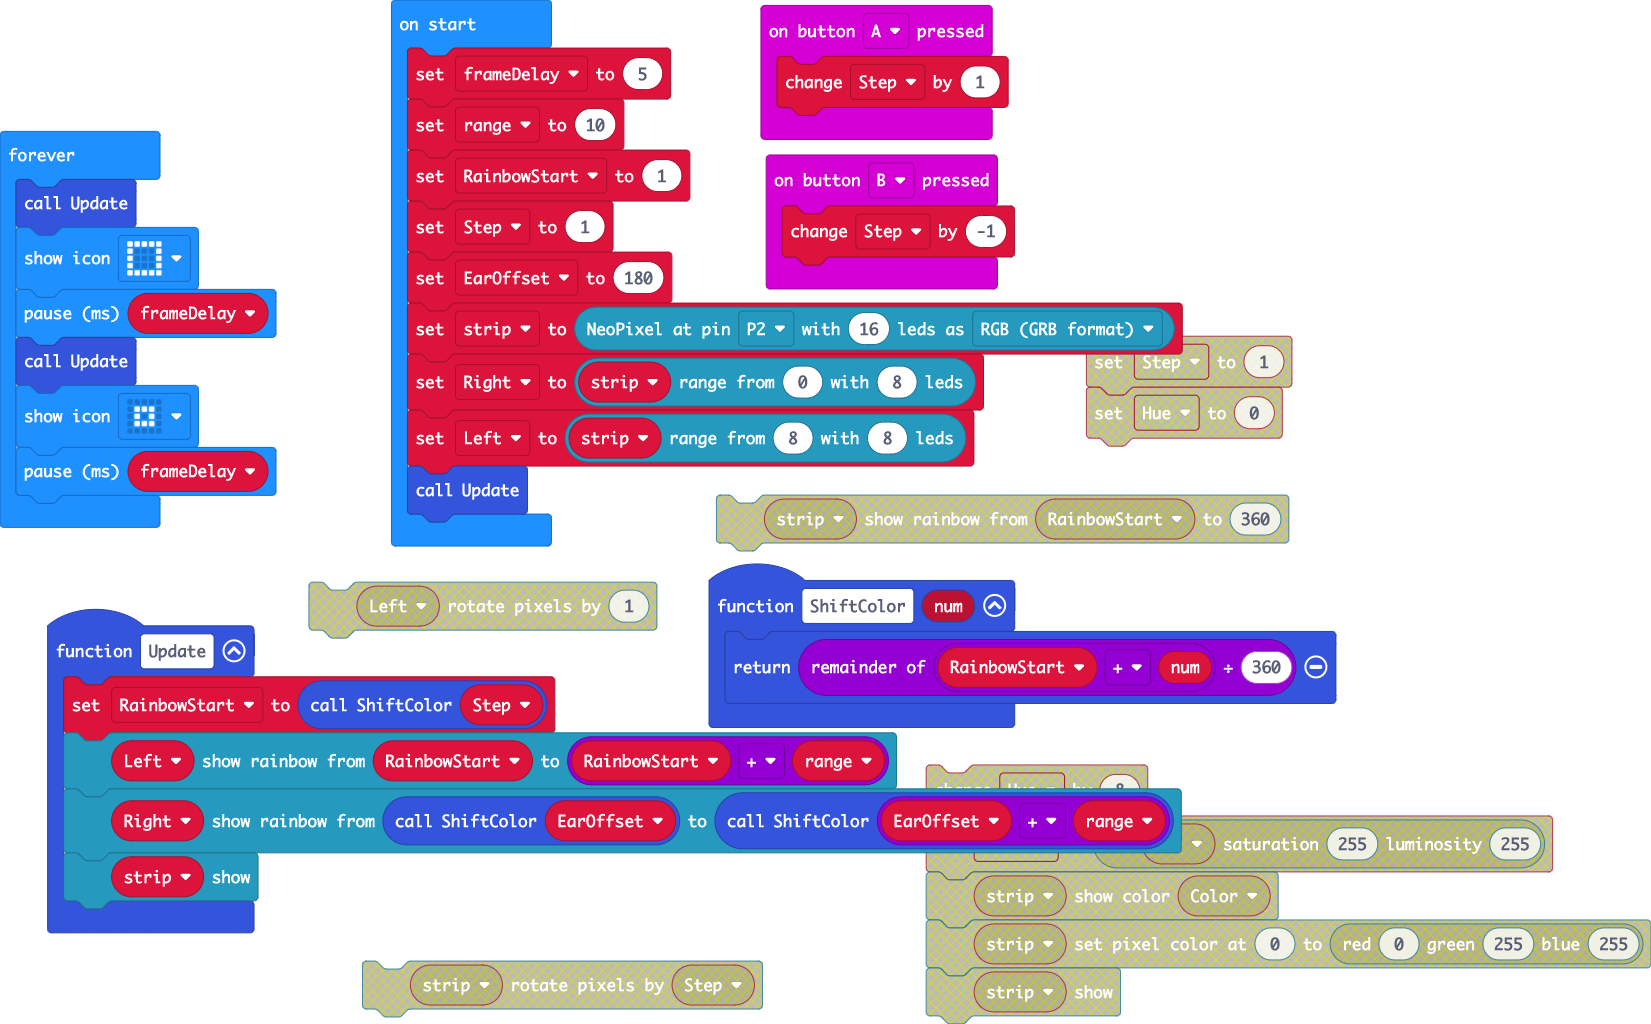 forever
call Update
show icon
pause (ms) frameDelay
call Update
show icon
pause (ms) frameDelay
on start
set frameDelay to 5
set range to 10
set RainbowStart to 1
set Step to 1
set EarOffset to 180
set strip to NeoPixel at pin P2 with 16 leds as RGB (GRB format)
set Right to strip range from 0 with 8 leds
set Left to strip range from 8 with 8 leds
call Update
on button A pressed
change Step by 1
on button B pressed
change Step by -1
set Step to 1
set Hue to 0
strip show rainbow from RainbowStart to 360
Left rotate pixels by 1
function ShiftColor num
return remainder of RainbowStart + num ÷ 360
function Update
set RainbowStart to call ShiftColor Step
Left show rainbow from RainbowStart to RainbowStart + range
Right show rainbow from call ShiftColor EarOffset to call ShiftColor EarOffset + range
strip show
saturation 255 luminosity 255
strip show color Color
strip set pixel color at 0 to red 0 green 255 blue 255
strip show
strip rotate pixels by Step